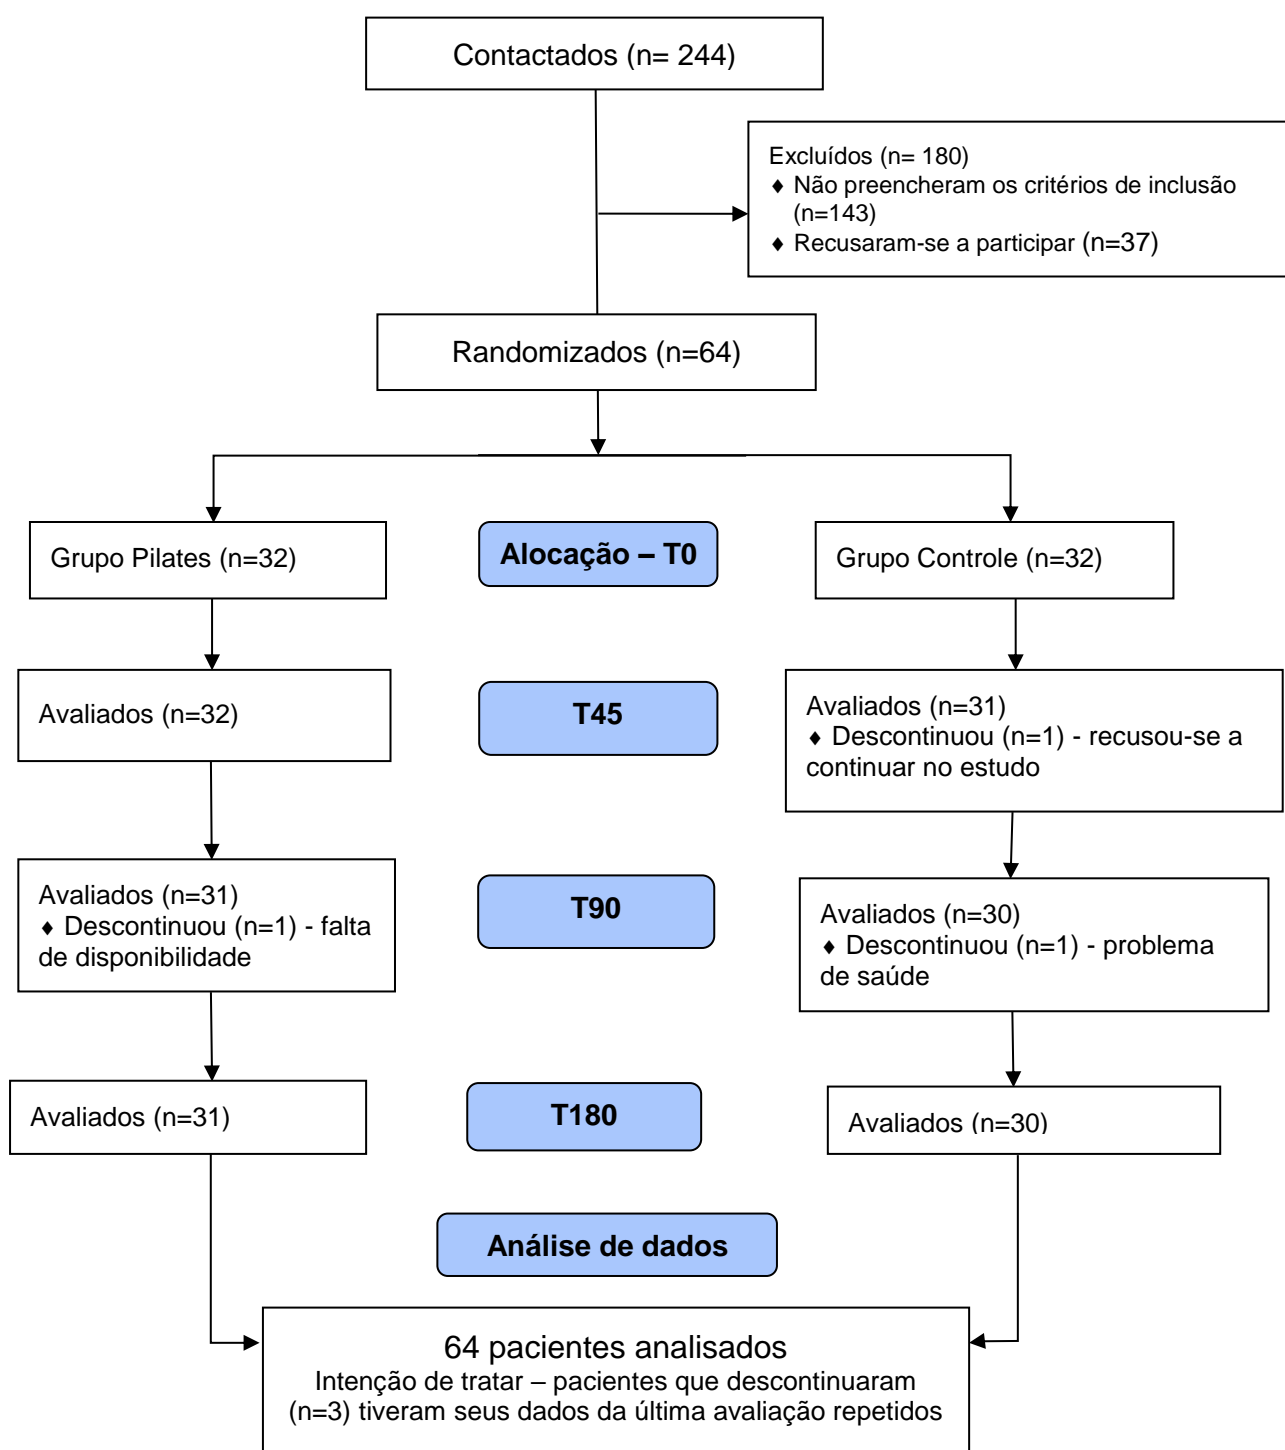 Contactados (n= 244)
Excluídos (n= 180)
♦ Não preencheram os critérios de inclusão
(n=143)
♦ Recusaram-se a participar (n=37)
Randomizados (n=64)
Grupo Pilates (n=32)
Alocação – T0
Grupo Controle (n=32)
Avaliados (n=32)
T45
Avaliados (n=31)
♦ Descontinuou (n=1) - recusou-se a
continuar no estudo
Avaliados (n=31)
♦ Descontinuou (n=1) - falta
de disponibilidade
T90
Avaliados (n=30)
♦ Descontinuou (n=1) - problema
de saúde
Avaliados (n=31)
T180
Avaliados (n=30)
Análise de dados
64 pacientes analisados
Intenção de tratar – pacientes que descontinuaram
(n=3) tiveram seus dados da última avaliação repetidos